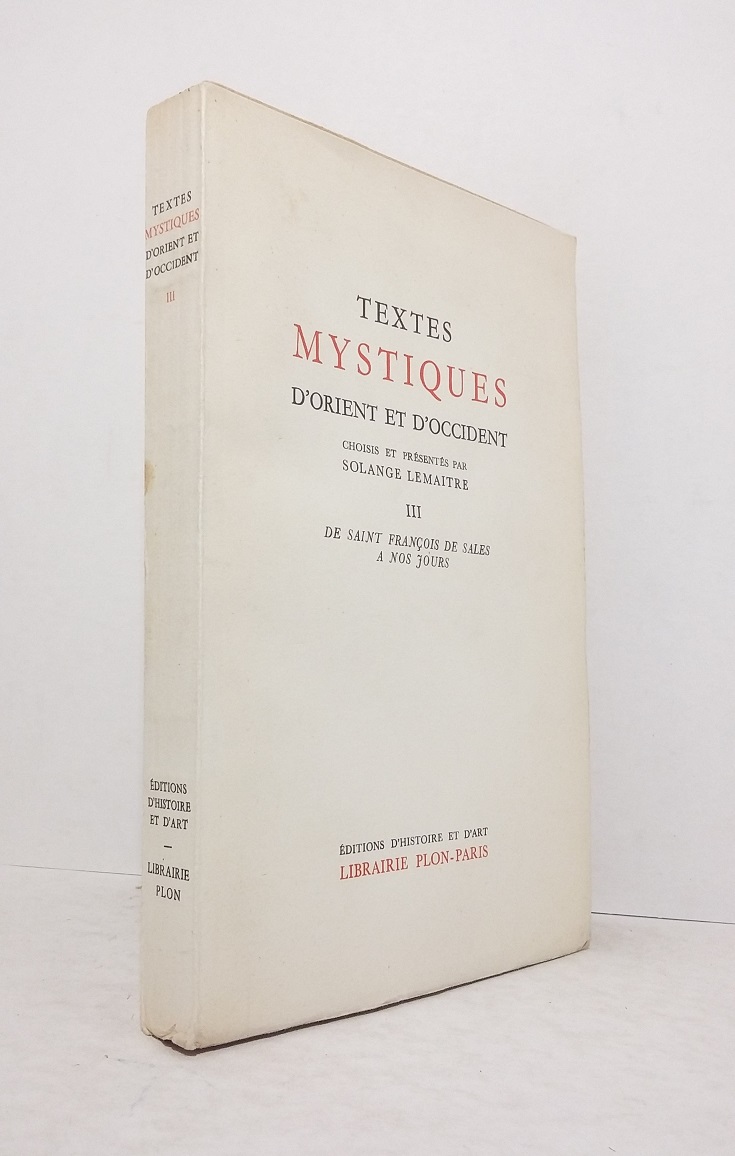 TEXTES
MYSTIQUES
D'ORIENT ET
D'OCCIDENT
III
ÉDITIONS
D'HISTOIRE
ET D'ART
—
LIBRAIRIE
PLON
TEXTES
MYSTIQUES
D'ORIENT ET D'OCCIDENT
CHOISIS ET PRÉSENTÉS PAR
SOLANGE LEMAITRE
III
DE SAINT FRANÇOIS DE SALES
A NOS JOURS
ÉDITIONS D'HISTOIRE ET D'ART
LIBRAIRIE PLON-PARIS